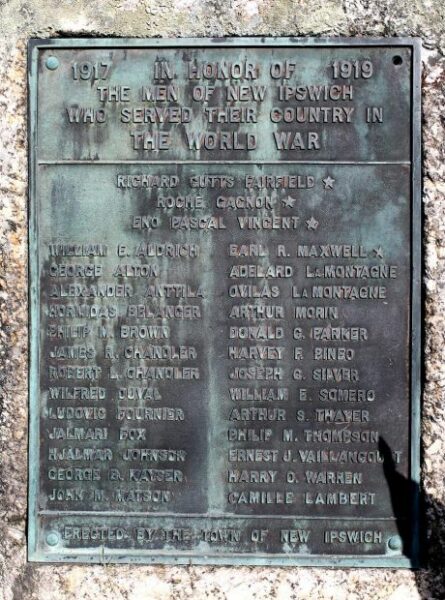 1917 IN HONOR OF 1919
THE MEN OF NEW IPSWICH
WHO SERVED THEIR COUNTRY IN
THE WORLD WAR
RICHARD CUTTS FAIRFIELD ★
ROCHE GAGNON ★
ENO PASCAL VINCENT ★
WILLIAM E. ALDRICH
GEORGE ALTON
ALEXANDER ANTTILA
HORMIDAS BELANGER
PHILIP M. BROWN
JAMES R. CHANDLER
ROBERT L. CHANDLER
WILFRED DUVAL
LUDOVIC FOURNIER
JALMARI FOX
HJALMAR JOHNSON
GEORGE B. KAYSER
JOHN M. MATSON
EARL R. MAXWELL ★
ADELARD LAMONTAGNE
OVILAS LAMONTAGNE
ARTHUR MORIN
DONALD C. PARKER
HARVEY F. BINGO
JOSEPH G. SILVER
WILLIAM E. SOMERO
ARTHUR S. THAYER
PHILIP M. THOMPSON
ERNEST J. VAILLANCOURT
HARRY O. WARREN
CAMILLE LAMBERT
ERECTED BY THE TOWN OF NEW IPSWICH